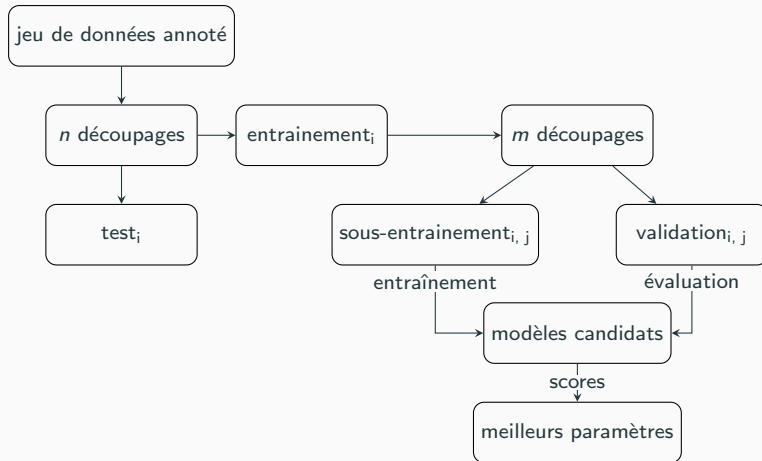 jeu de données annoté
n découpages
entrainementi
m découpages
testi
sous-entrainementi, j
validationi, j
entraînement
évaluation
modèles candidats
scores
meilleurs paramètres